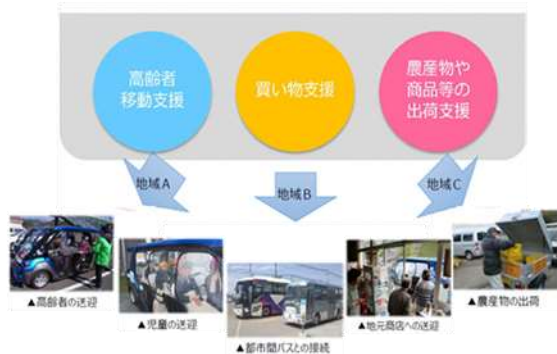 高齢者
移動支援
買い物支援
農産物や
商品等の
出荷支援
地域A
地域B
地域C
▲高齢者の送迎
▲児童の送迎
▲都市間バスとの接続
▲地元商店への送迎
▲農産物の出荷